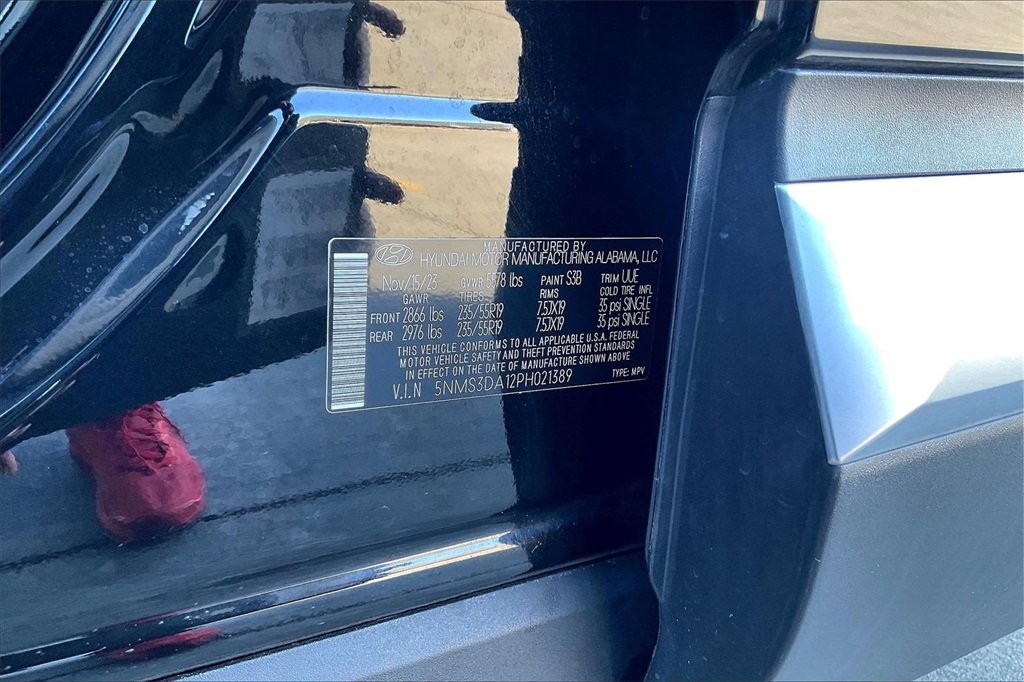 MANUFACTURED BY
HYUNDAI MOTOR MANUFACTURING ALABAMA, LLC
Nov/15/23 GVWR 5578 lbs PAINT S3B TRIM UUE
GAWR TIRES RIMS COLD TIRE INFL
FRONT 2866 lbs 235/55R19 7.5JX19 35 psi SINGLE
REAR 2976 lbs 235/55R19 7.5JX19 35 psi SINGLE
THIS VEHICLE CONFORMS TO ALL APPLICABLE U.S.A. FEDERAL
MOTOR VEHICLE SAFETY AND THEFT PREVENTION STANDARDS
IN EFFECT ON THE DATE OF MANUFACTURE SHOWN ABOVE
V.I.N 5NMS3DA12PH021389 TYPE: MPV